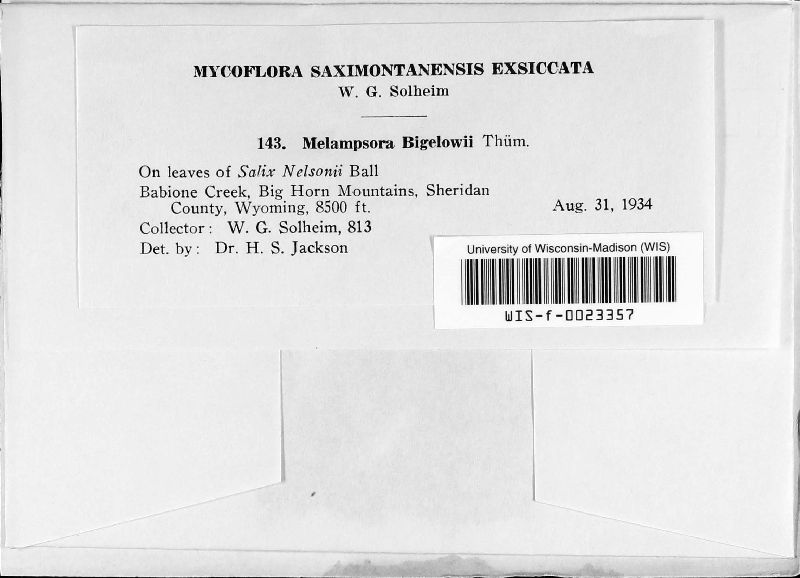 MYCOFLORA SAXIMONTANENSIS EXSICCATA
W. G. Solheim
143. Melampsora Bigelowii Thüm.
On leaves of Salix Nelsonii Ball
Babione Creek, Big Horn Mountains, Sheridan
County, Wyoming, 8500 ft.
Aug. 31, 1934
Collector: W. G. Solheim, 813
Det. by: Dr. H. S. Jackson
University of Wisconsin-Madison (WIS)
WIS-f-0023357